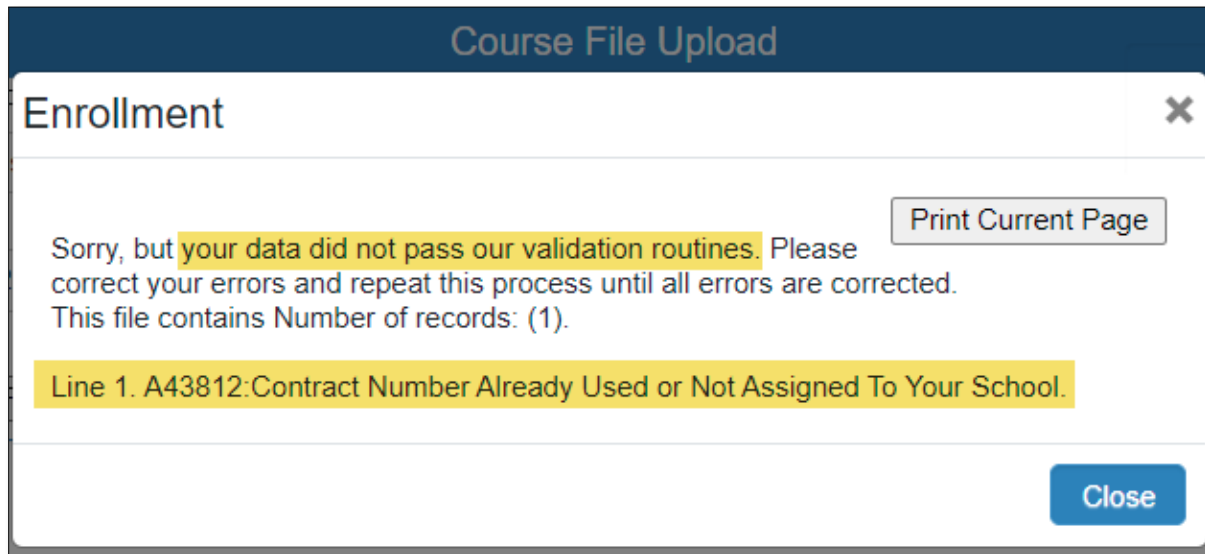 Course File Upload
Enrollment
Print Current Page
Sorry, but your data did not pass our validation routines. Please
correct your errors and repeat this process until all errors are corrected.
This file contains Number of records: (1).
Line 1. A43812:Contract Number Already Used or Not Assigned To Your School.
Close